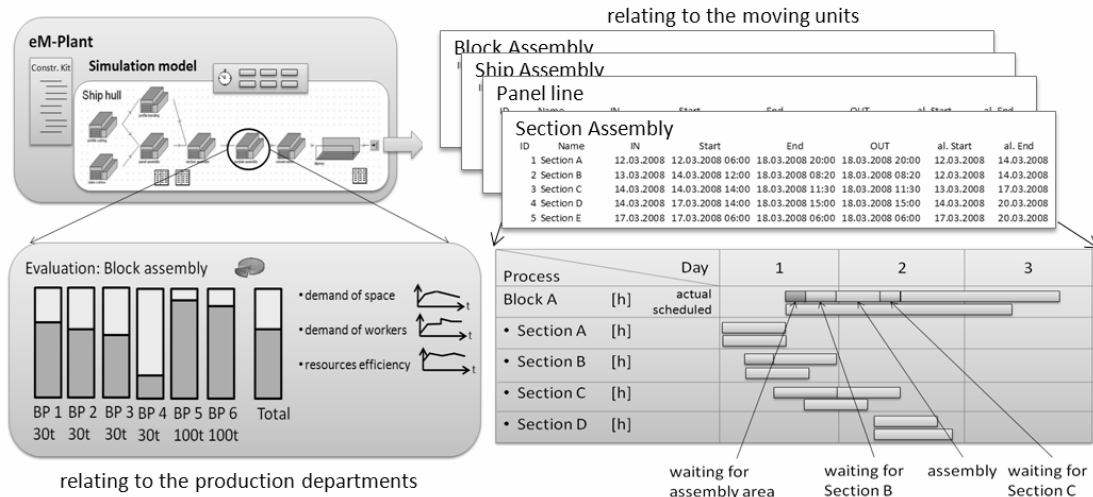 relating to the moving units
eM-Plant
Constr. Kit
Simulation model
Ship hull
Block Assembly
Ship Assembly
Panel line
Section Assembly
ID Name IN Start End OUT al. Start al. End
1 Section A 12.03.2008 12.03.2008 06:00 18.03.2008 20:00 18.03.2008 20:00 12.03.2008 14.03.2008
2 Section B 13.03.2008 14.03.2008 12:00 18.03.2008 08:20 18.03.2008 08:20 12.03.2008 14.03.2008
3 Section C 14.03.2008 14.03.2008 14:00 18.03.2008 11:30 18.03.2008 11:30 13.03.2008 17.03.2008
4 Section D 14.03.2008 17.03.2008 14:00 18.03.2008 15:00 18.03.2008 15:00 14.03.2008 20.03.2008
5 Section E 17.03.2008 17.03.2008 06:00 18.03.2008 06:00 18.03.2008 06:00 17.03.2008 20.03.2008
Evaluation: Block assembly
• demand of space
t
• demand of workers
t
• resources efficiency
t
BP 1 BP 2 BP 3 BP 4 BP 5 BP 6 Total
30t 30t 30t 30t 100t 100t
relating to the production departments
Process Day 1 2 3
Block A [h] actual
scheduled
• Section A [h]
• Section B [h]
• Section C [h]
• Section D [h]
waiting for
assembly area
waiting for
Section B
assembly
waiting for
Section C